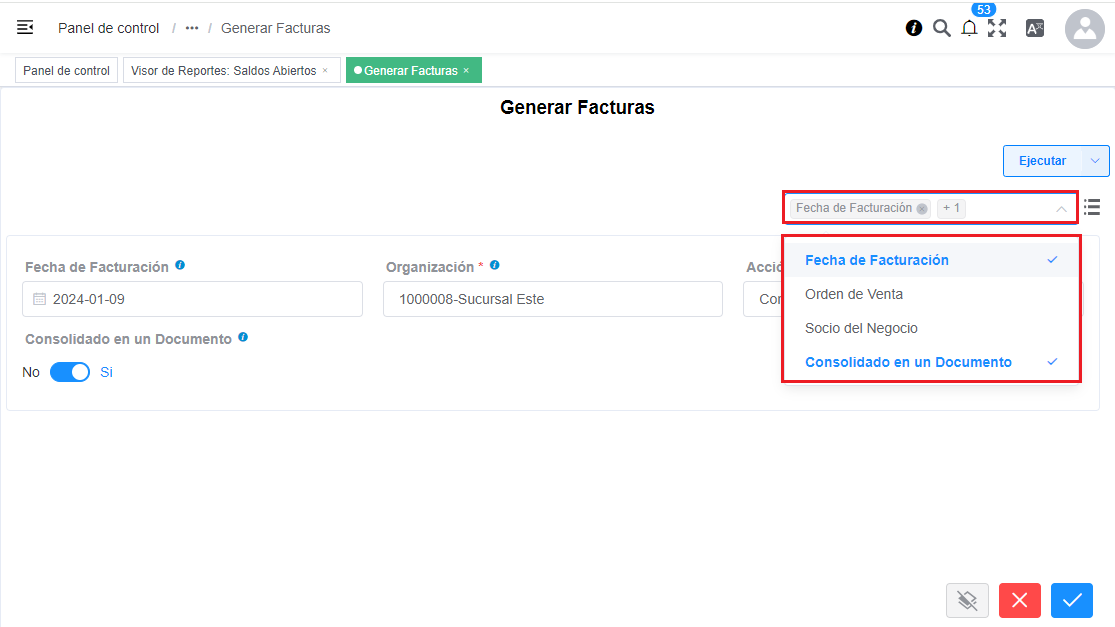 53
Panel de control / ••• / Generar Facturas
Panel de control
Visor de Reportes: Saldos Abiertos ×
Generar Facturas ×
Generar Facturas
Ejecutar
Fecha de Facturación
+ 1
Fecha de Facturación
Organización *
Fecha de Facturación
2024-01-09
1000008-Sucursal Este
Orden de Venta
Socio del Negocio
Consolidado en un Documento
Consolidado en un Documento
No
Si